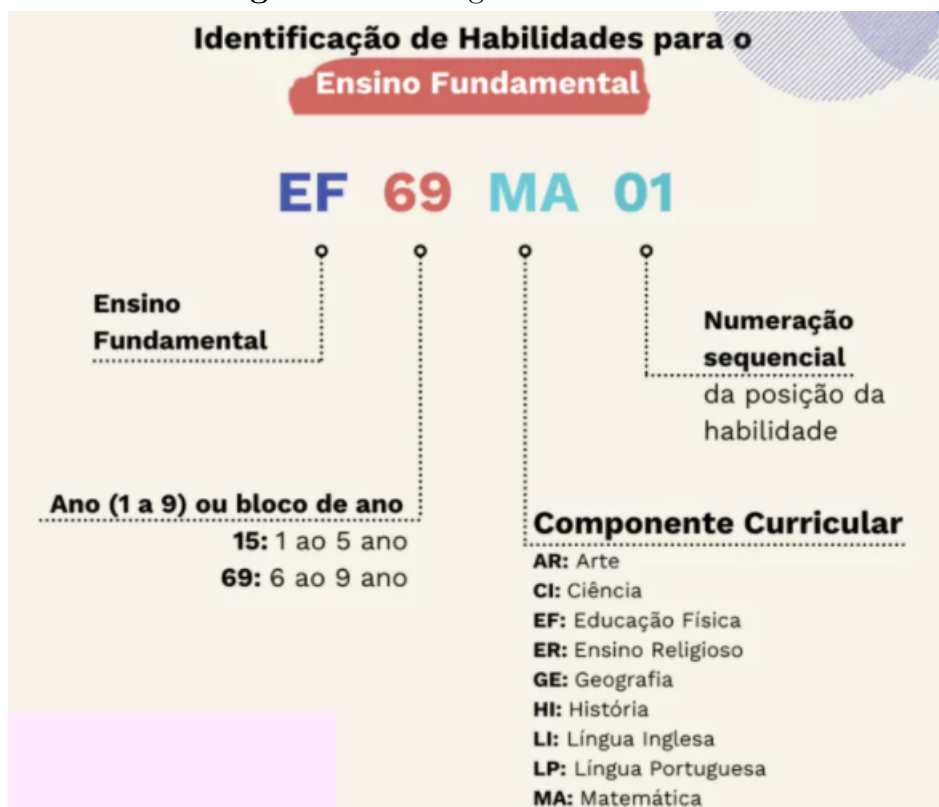 Identificação de Habilidades para o
Ensino Fundamental
EF 69 MA 01
Ensino
Fundamental
Numeração
sequencial
da posição da
habilidade
Ano (1 a 9) ou bloco de ano
15: 1 ao 5 ano
69: 6 ao 9 ano
Componente Curricular
AR: Arte
CI: Ciência
EF: Educação Física
ER: Ensino Religioso
GE: Geografia
HI: História
LI: Língua Inglesa
LP: Língua Portuguesa
MA: Matemática